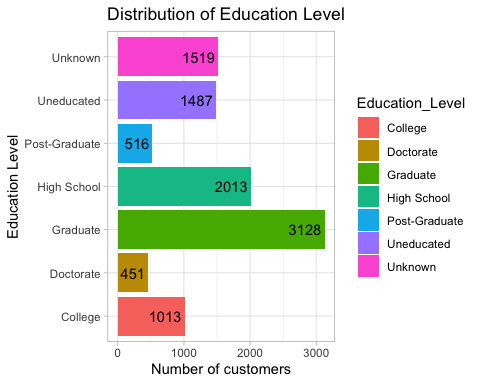 Distribution of Education Level
Education Level
Unknown 1519
Uneducated 1487
Post-Graduate 516
High School 2013
Graduate 3128
Doctorate 451
College 1013
0 1000 2000 3000
Number of customers
Education_Level
College
Doctorate
Graduate
High School
Post-Graduate
Uneducated
Unknown